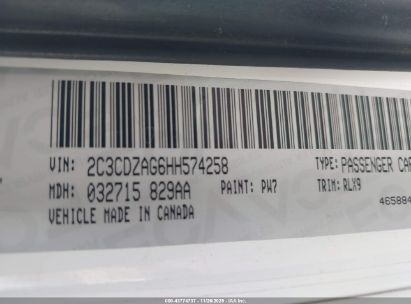 VIN: 2C3CDZAG6HH574258 TYPE: PASSENGER CAR
MDH: 032715 829AA PAINT: PW7 TRIM: RLX9
VEHICLE MADE IN CANADA 465884